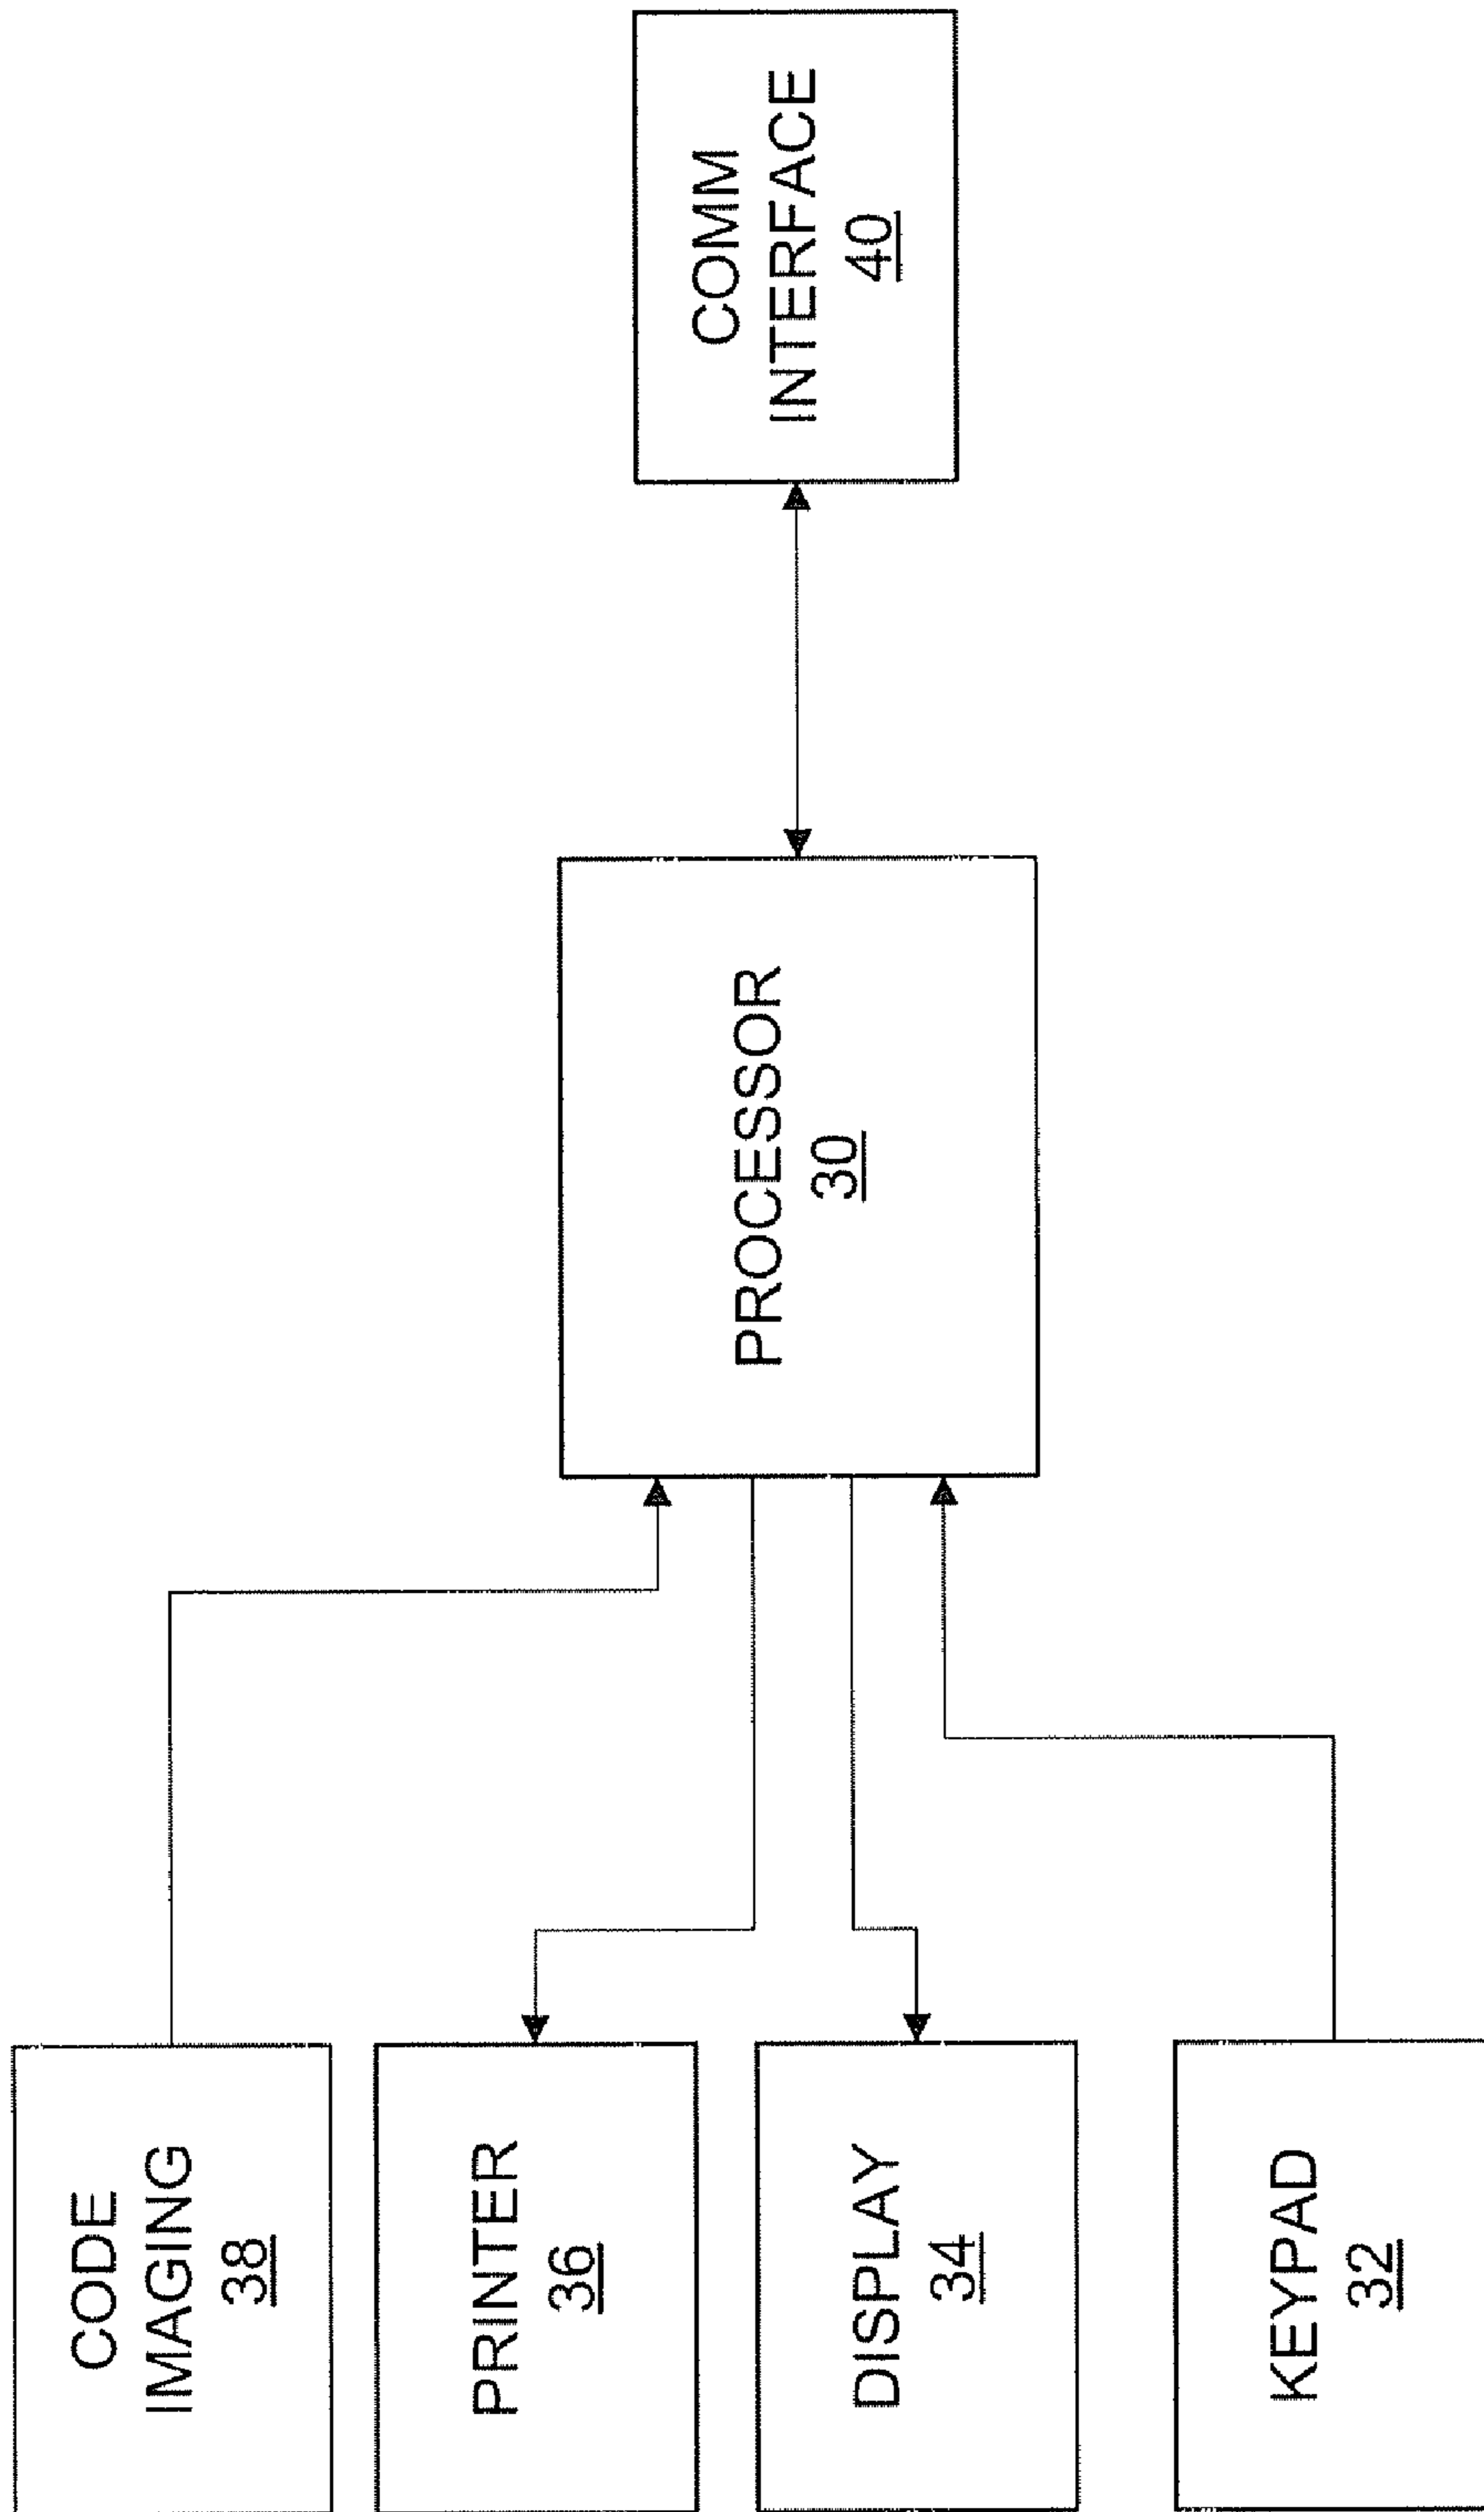 CODE
IMAGING
38
PRINTER
36
DISPLAY
34
KEYPAD
32
PROCESSOR
30
COMM
INTERFACE
40